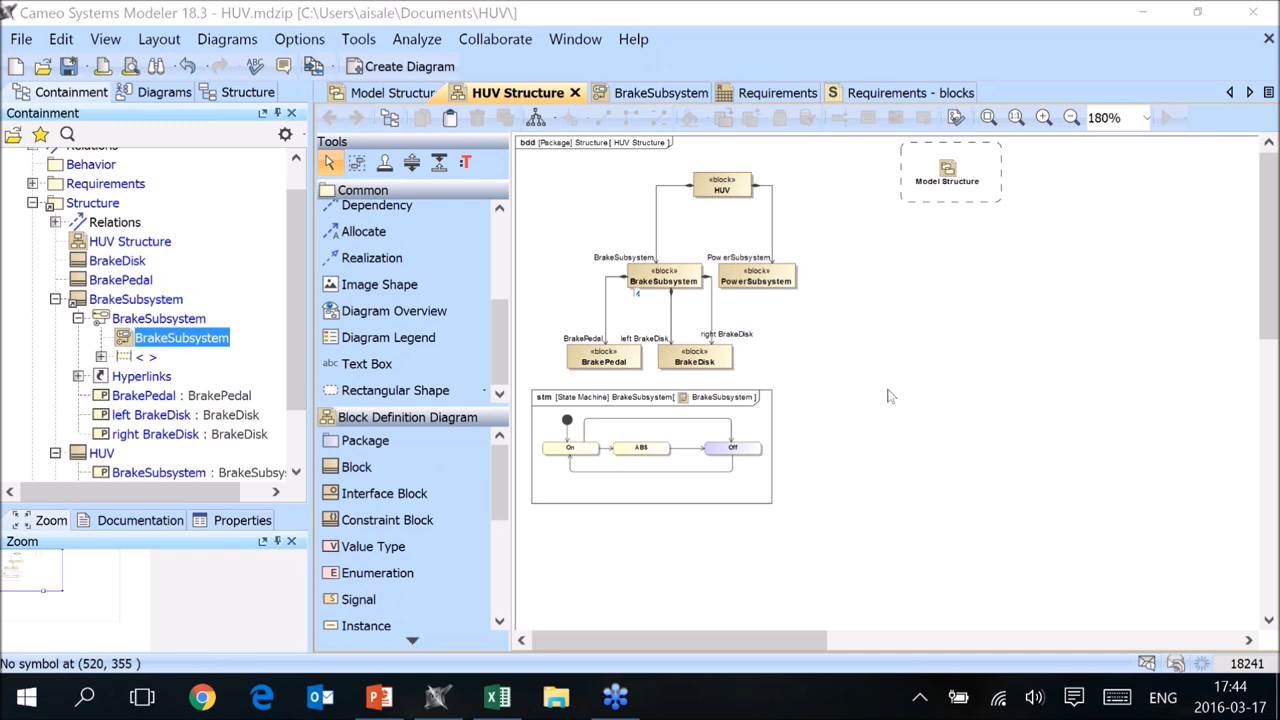 Cameo Systems Modeler 18.3 - HUV.mdzip [C:\Users\aisale\Documents\HUV\]
File Edit View Layout Diagrams Options Tools Analyze Collaborate Window Help
Create Diagram
Containment Diagrams Structure
Model Structur HUV Structure BrakeSubsystem Requirements S Requirements - blocks
Containment
180%
Behavior
Requirements
Structure
Relations
HUV Structure
BrakeDisk
BrakePedal
BrakeSubsystem
BrakeSubsystem
BrakeSubsystem
< >
Hyperlinks
BrakePedal : BrakePedal
left BrakeDisk : BrakeDisk
right BrakeDisk : BrakeDisk
HUV
BrakeSubsystem : BrakeSubsy
Zoom Documentation Properties
Zoom
Tools
Common
Dependency
Allocate
Realization
Image Shape
Diagram Overview
Diagram Legend
abc Text Box
Rectangular Shape
Block Definition Diagram
Package
Block
Interface Block
Constraint Block
V Value Type
E Enumeration
S Signal
Instance
bdd [Package] Structure[ HUV Structure ]
Model Structure
«block»
HUV
BrakeSubsystem
PowerSubsystem
«block»
BrakeSubsystem
«block»
PowerSubsystem
BrakePedal
left BrakeDisk
right BrakeDisk
«block»
BrakePedal
«block»
BrakeDisk
stm [State Machine] BrakeSubsystem[ BrakeSubsystem ]
On
ABS
Off
No symbol at (520, 355 )
18241
ENG
17:44
2016-03-17